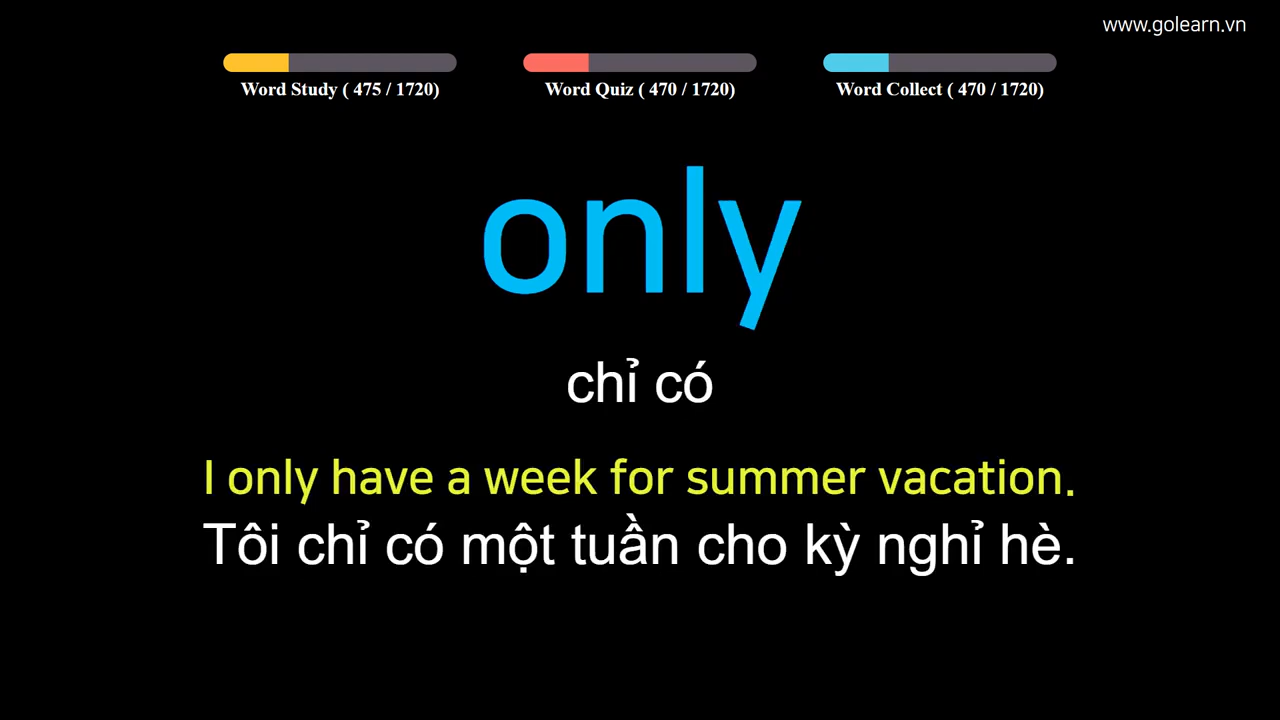 www.golearn.vn
Word Study ( 475 / 1720)
Word Quiz ( 470 / 1720)
Word Collect ( 470 / 1720)
only
chỉ có
I only have a week for summer vacation.
Tôi chỉ có một tuần cho kỳ nghỉ hè.